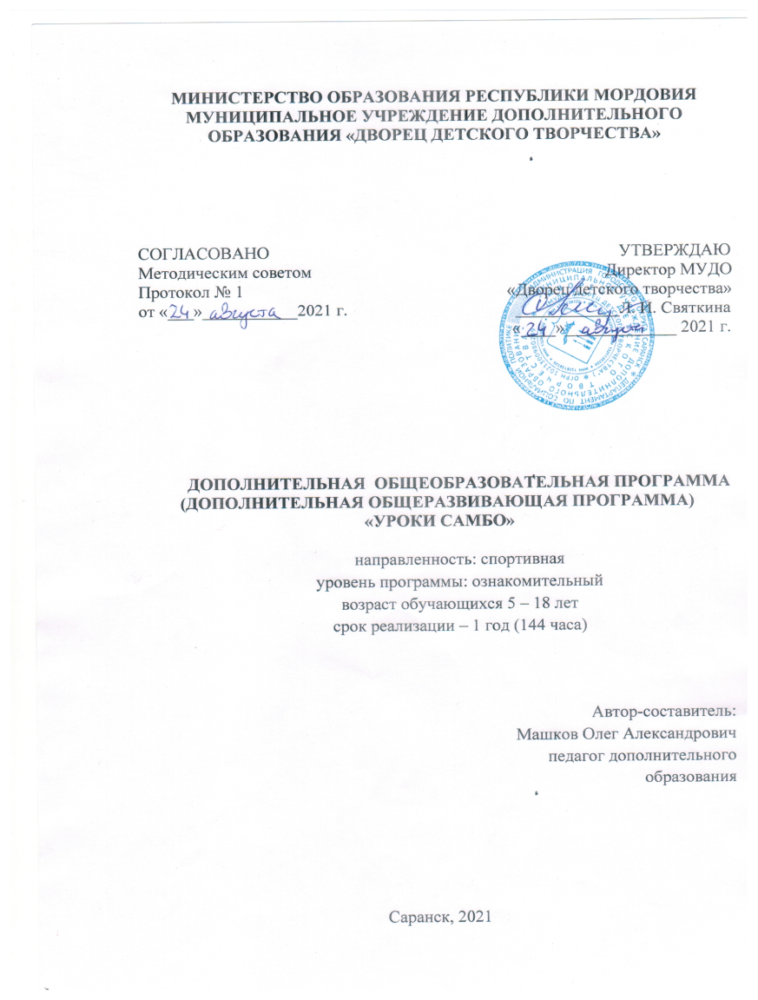 МИНИСТЕРСТВО ОБРАЗОВАНИЯ РЕСПУБЛИКИ МОРДОВИЯ
МУНИЦИПАЛЬНОЕ УЧРЕЖДЕНИЕ ДОПОЛНИТЕЛЬНОГО
ОБРАЗОВАНИЯ «ДВОРЕЦ ДЕТСКОГО ТВОРЧЕСТВА»
СОГЛАСОВАНО
Методическим советом
Протокол № 1
от «24» августа 2021 г.
УТВЕРЖДАЮ
Директор МУДО
«Дворец детского творчества»
Л. И. Святкина
«24» августа 2021 г.
ДОПОЛНИТЕЛЬНАЯ ОБЩЕОБРАЗОВАТЕЛЬНАЯ ПРОГРАММА
(ДОПОЛНИТЕЛЬНАЯ ОБЩЕРАЗВИВАЮЩАЯ ПРОГРАММА)
«УРОКИ САМБО»
направленность: спортивная
уровень программы: ознакомительный
возраст обучающихся 5 – 18 лет
срок реализации – 1 год (144 часа)
Автор-составитель:
Машков Олег Александрович
педагог дополнительного
образования
Саранск, 2021